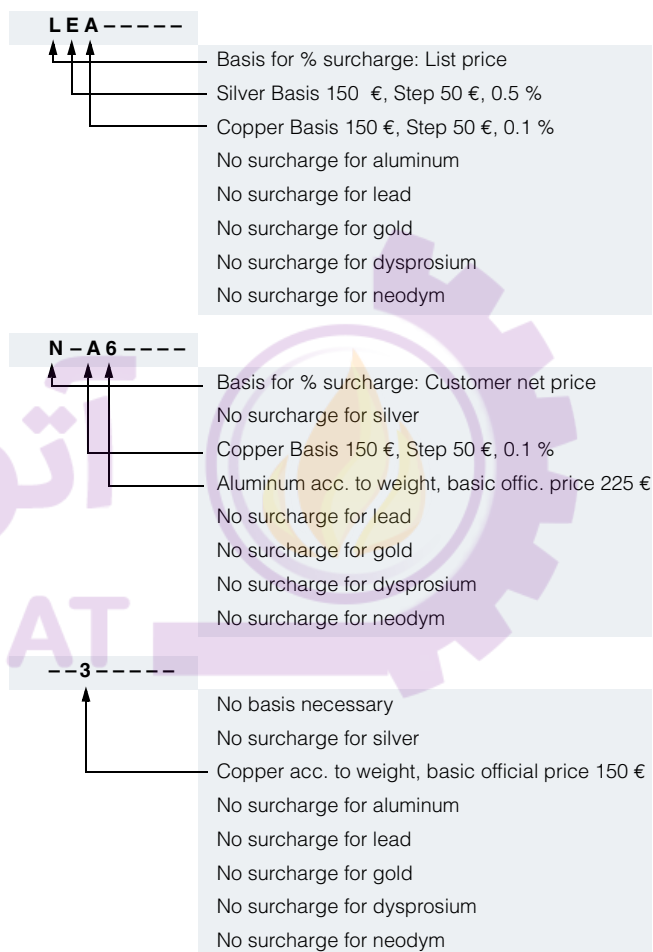 L E A – – – – –
Basis for % surcharge: List price
Silver Basis 150 €, Step 50 €, 0.5 %
Copper Basis 150 €, Step 50 €, 0.1 %
No surcharge for aluminum
No surcharge for lead
No surcharge for gold
No surcharge for dysprosium
No surcharge for neodym
N – A 6 – – – –
Basis for % surcharge: Customer net price
No surcharge for silver
Copper Basis 150 €, Step 50 €, 0.1 %
Aluminum acc. to weight, basic offic. price 225 €
No surcharge for lead
No surcharge for gold
No surcharge for dysprosium
No surcharge for neodym
– – 3 – – – – –
No basis necessary
No surcharge for silver
Copper acc. to weight, basic official price 150 €
No surcharge for aluminum
No surcharge for lead
No surcharge for gold
No surcharge for dysprosium
No surcharge for neodym
AT